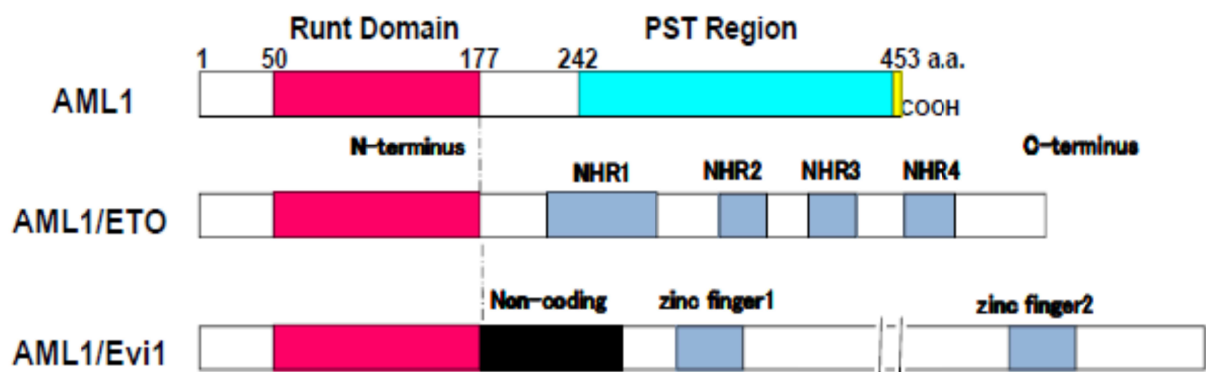 Runt Domain PST Region
1 50 177 242 453 a.a.
AML1
COOH
N-terminus C-terminus
NHR1 NHR2 NHR3 NHR4
AML1/ETO
Non-coding zinc finger1 zinc finger2
AML1/Evi1